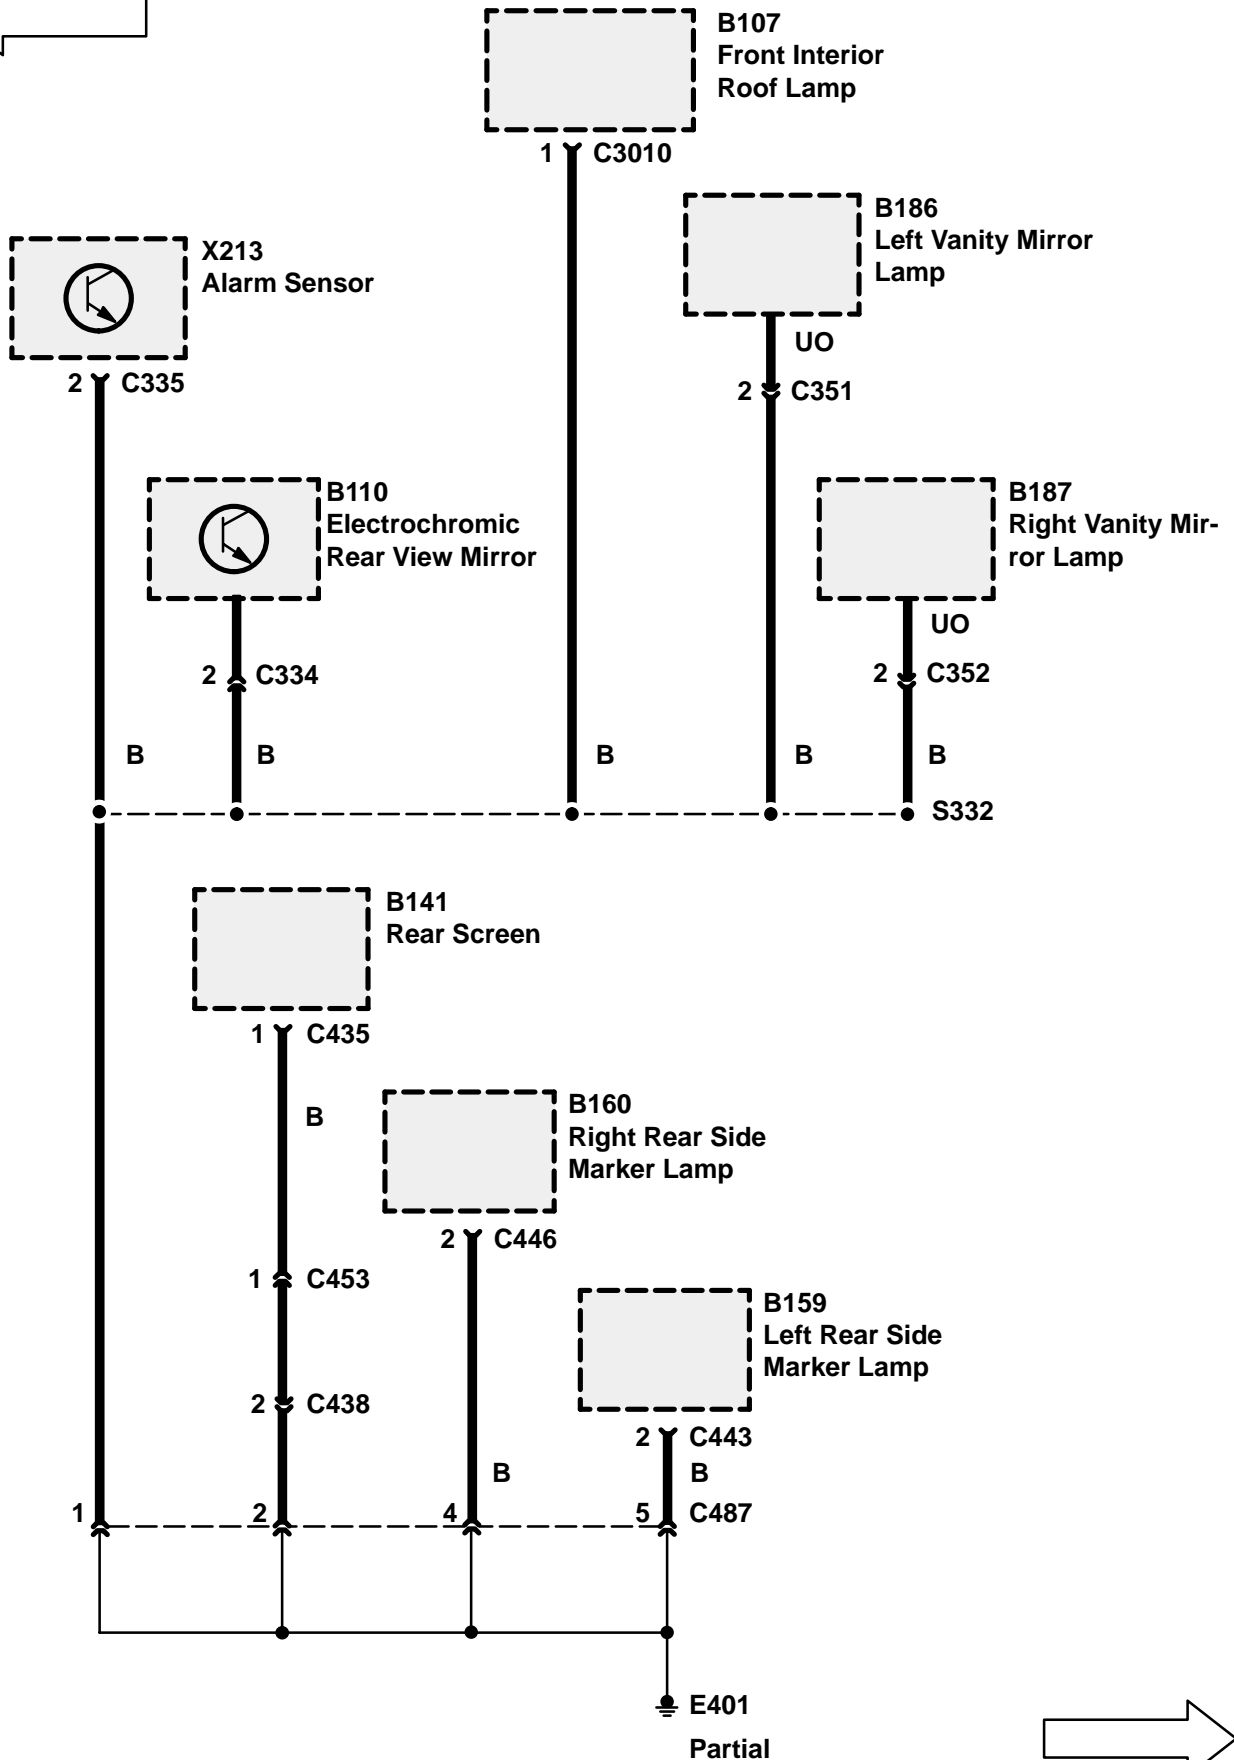 B107
Front Interior
Roof Lamp
1 C3010
B186
Left Vanity Mirror
Lamp
X213
Alarm Sensor
UO
2 C335
2 C351
B110
Electrochromic
Rear View Mirror
B187
Right Vanity Mir-
ror Lamp
UO
2 C334
2 C352
B B B B B
S332
B141
Rear Screen
1 C435
B
B160
Right Rear Side
Marker Lamp
2 C446
1 C453
B159
Left Rear Side
Marker Lamp
2 C438
2 C443
B B
1 2 4 5 C487
E401
Partial